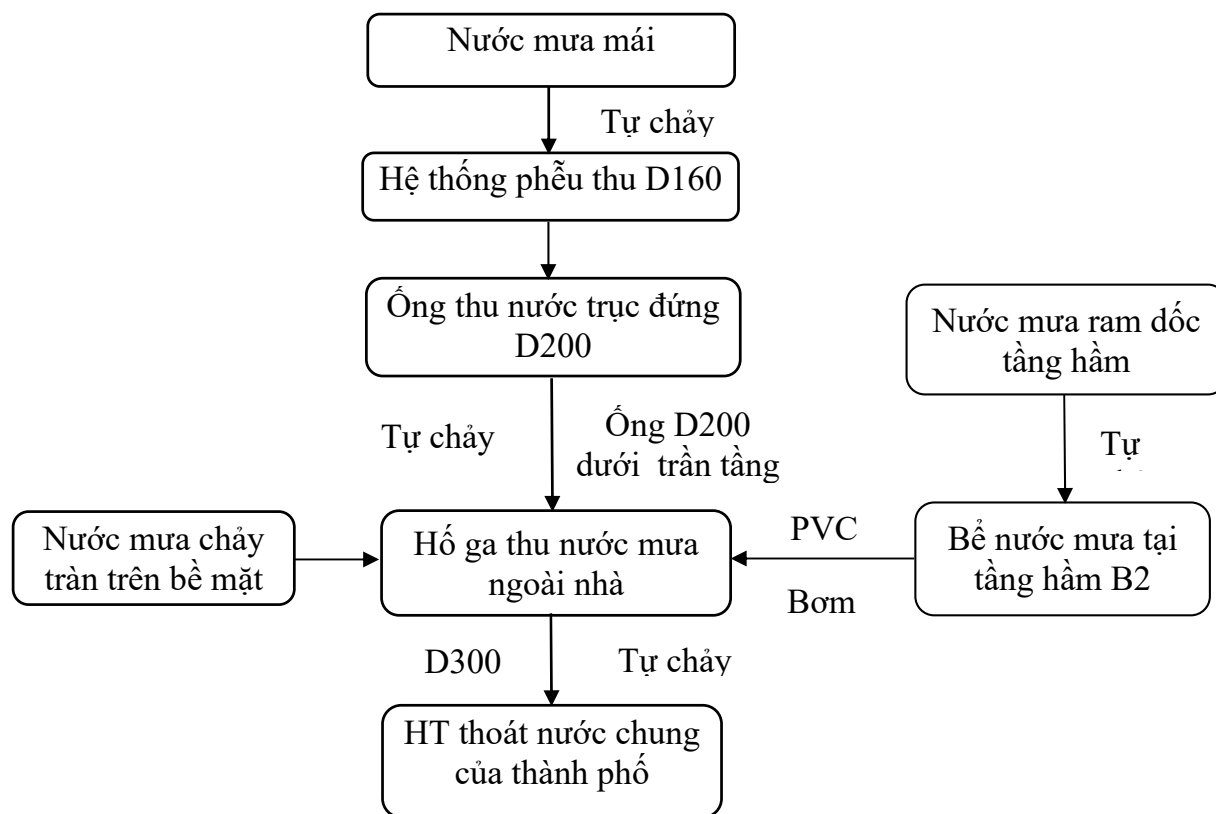 Nước mưa mái
Tự chảy
Hệ thống phễu thu D160
Ống thu nước trục đứng
D200
Nước mưa ram dốc
tầng hầm
Tự chảy
Ống D200
dưới trần tầng
Tự
Nước mưa chảy
tràn trên bề mặt
Hố ga thu nước mưa
ngoài nhà
PVC
Bơm
Bể nước mưa tại
tầng hầm B2
D300
Tự chảy
HT thoát nước chung
của thành phố